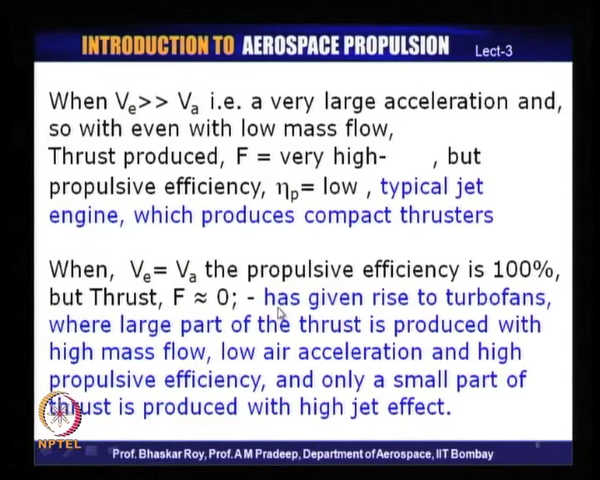 INTRODUCTION TO AEROSPACE PROPULSION Lect-3
When Ve>> Va i.e. a very large acceleration and,
so with even with low mass flow,
Thrust produced, F = very high- , but
propulsive efficiency, ηp= low , typical jet
engine, which produces compact thrusters
When, Ve= Va the propulsive efficiency is 100%,
but Thrust, F ≈ 0; - has given rise to turbofans,
where large part of the thrust is produced with
high mass flow, low air acceleration and high
propulsive efficiency, and only a small part of
thrust is produced with high jet effect.
NPTEL
6
Prof. Bhaskar Roy, Prof. A M Pradeep, Department of Aerospace, IIT Bombay